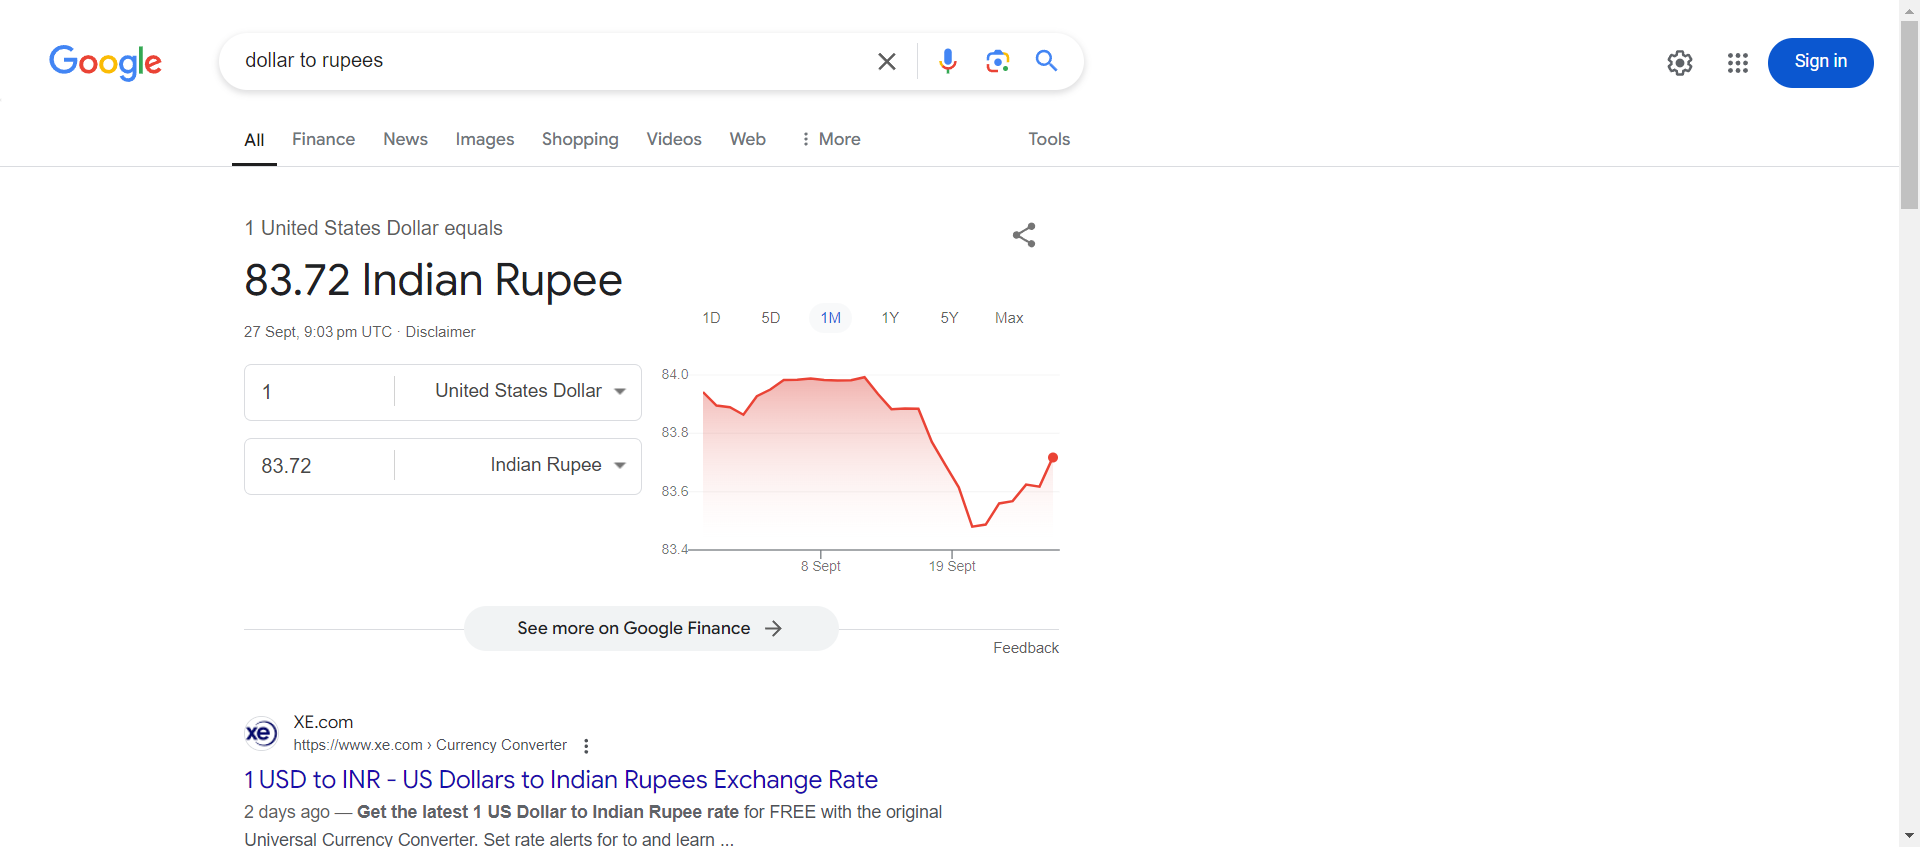 Google
dollar to rupees
Sign in
All Finance News Images Shopping Videos Web More Tools
1 United States Dollar equals
83.72 Indian Rupee
27 Sept, 9:03 pm UTC · Disclaimer
1D 5D 1M 1Y 5Y Max
1 United States Dollar
83.72 Indian Rupee
84.0
83.8
83.6
83.4
8 Sept 19 Sept
See more on Google Finance
Feedback
xe
XE.com
https://www.xe.com › Currency Converter
1 USD to INR - US Dollars to Indian Rupees Exchange Rate
2 days ago — Get the latest 1 US Dollar to Indian Rupee rate for FREE with the original
Universal Currency Converter. Set rate alerts for to and learn ...